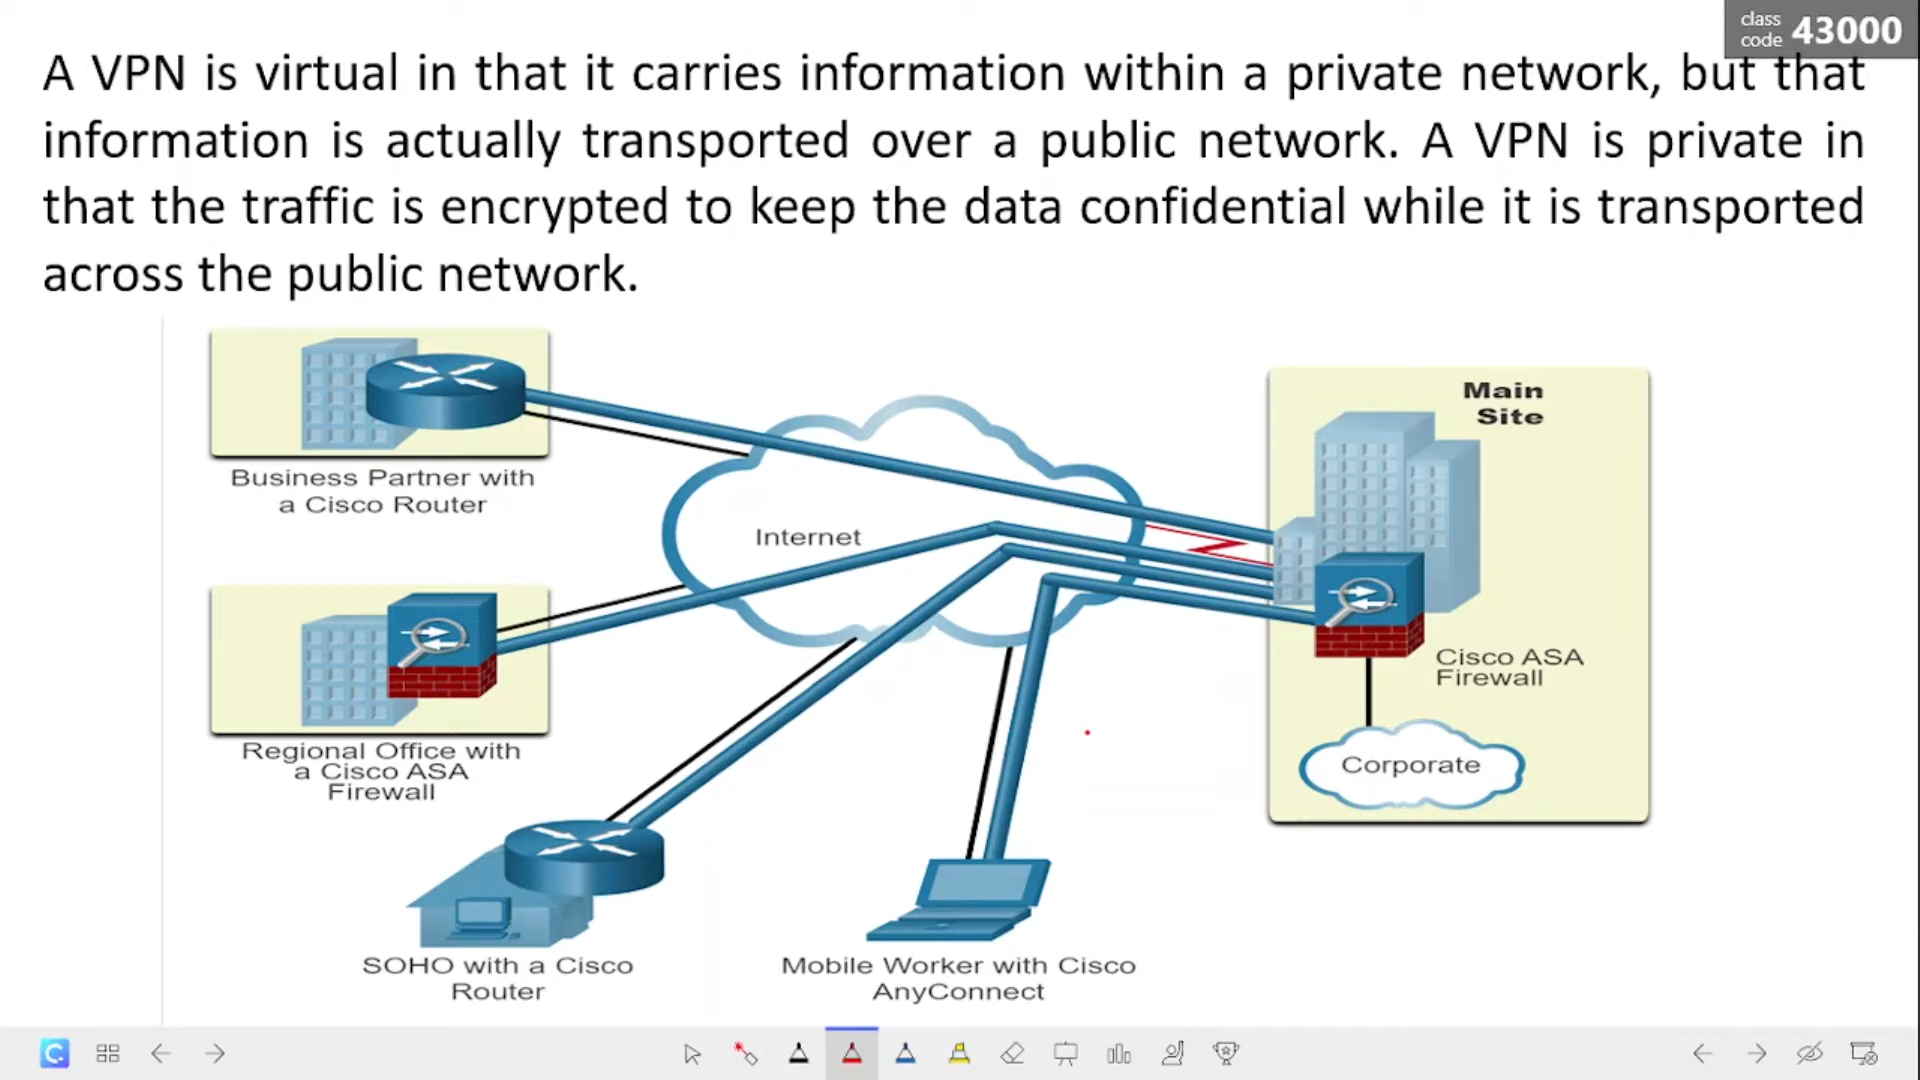 class
code 43000
A VPN is virtual in that it carries information within a private network, but that
information is actually transported over a public network. A VPN is private in
that the traffic is encrypted to keep the data confidential while it is transported
across the public network.
Main
Site
Business Partner with
a Cisco Router
Internet
Cisco ASA
Firewall
Regional Office with
a Cisco ASA
Firewall
Corporate
SOHO with a Cisco
Router
Mobile Worker with Cisco
AnyConnect